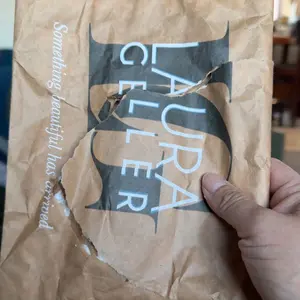 LAURA
GELLER
Something beautiful has arrived